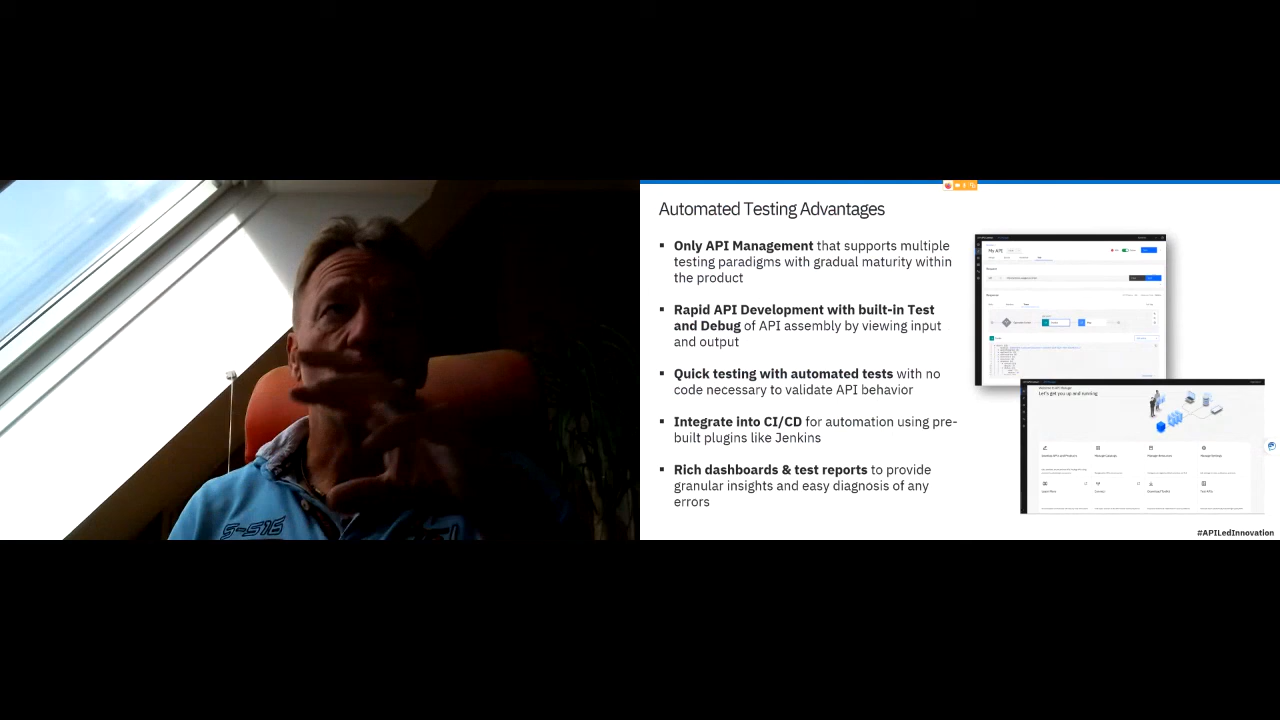 Automated Testing Advantages
Only API Management that supports multiple
testing paradigms with gradual maturity within
the product
Rapid API Development with built-in Test
and Debug of API assembly by viewing input
and output
Quick testing with automated tests with no
code necessary to validate API behavior
Integrate into CI/CD for automation using pre-
built plugins like Jenkins
Rich dashboards & test reports to provide
granular insights and easy diagnosis of any
errors
My API
Let's get you up and running
#APILedInnovation
S-516